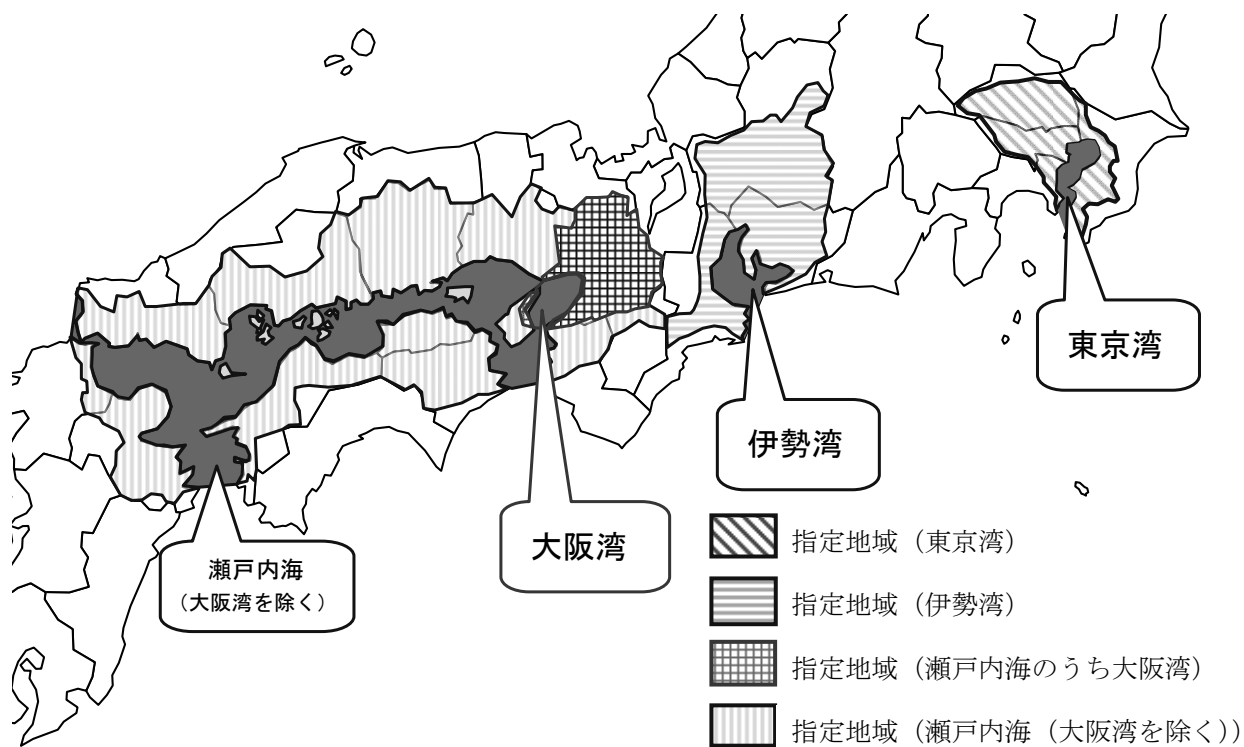 東京湾
伊勢湾
大阪湾
瀬戸内海
（大阪湾を除く）
指定地域（東京湾）
指定地域（伊勢湾）
指定地域（瀬戸内海のうち大阪湾）
指定地域（瀬戸内海（大阪湾を除く））